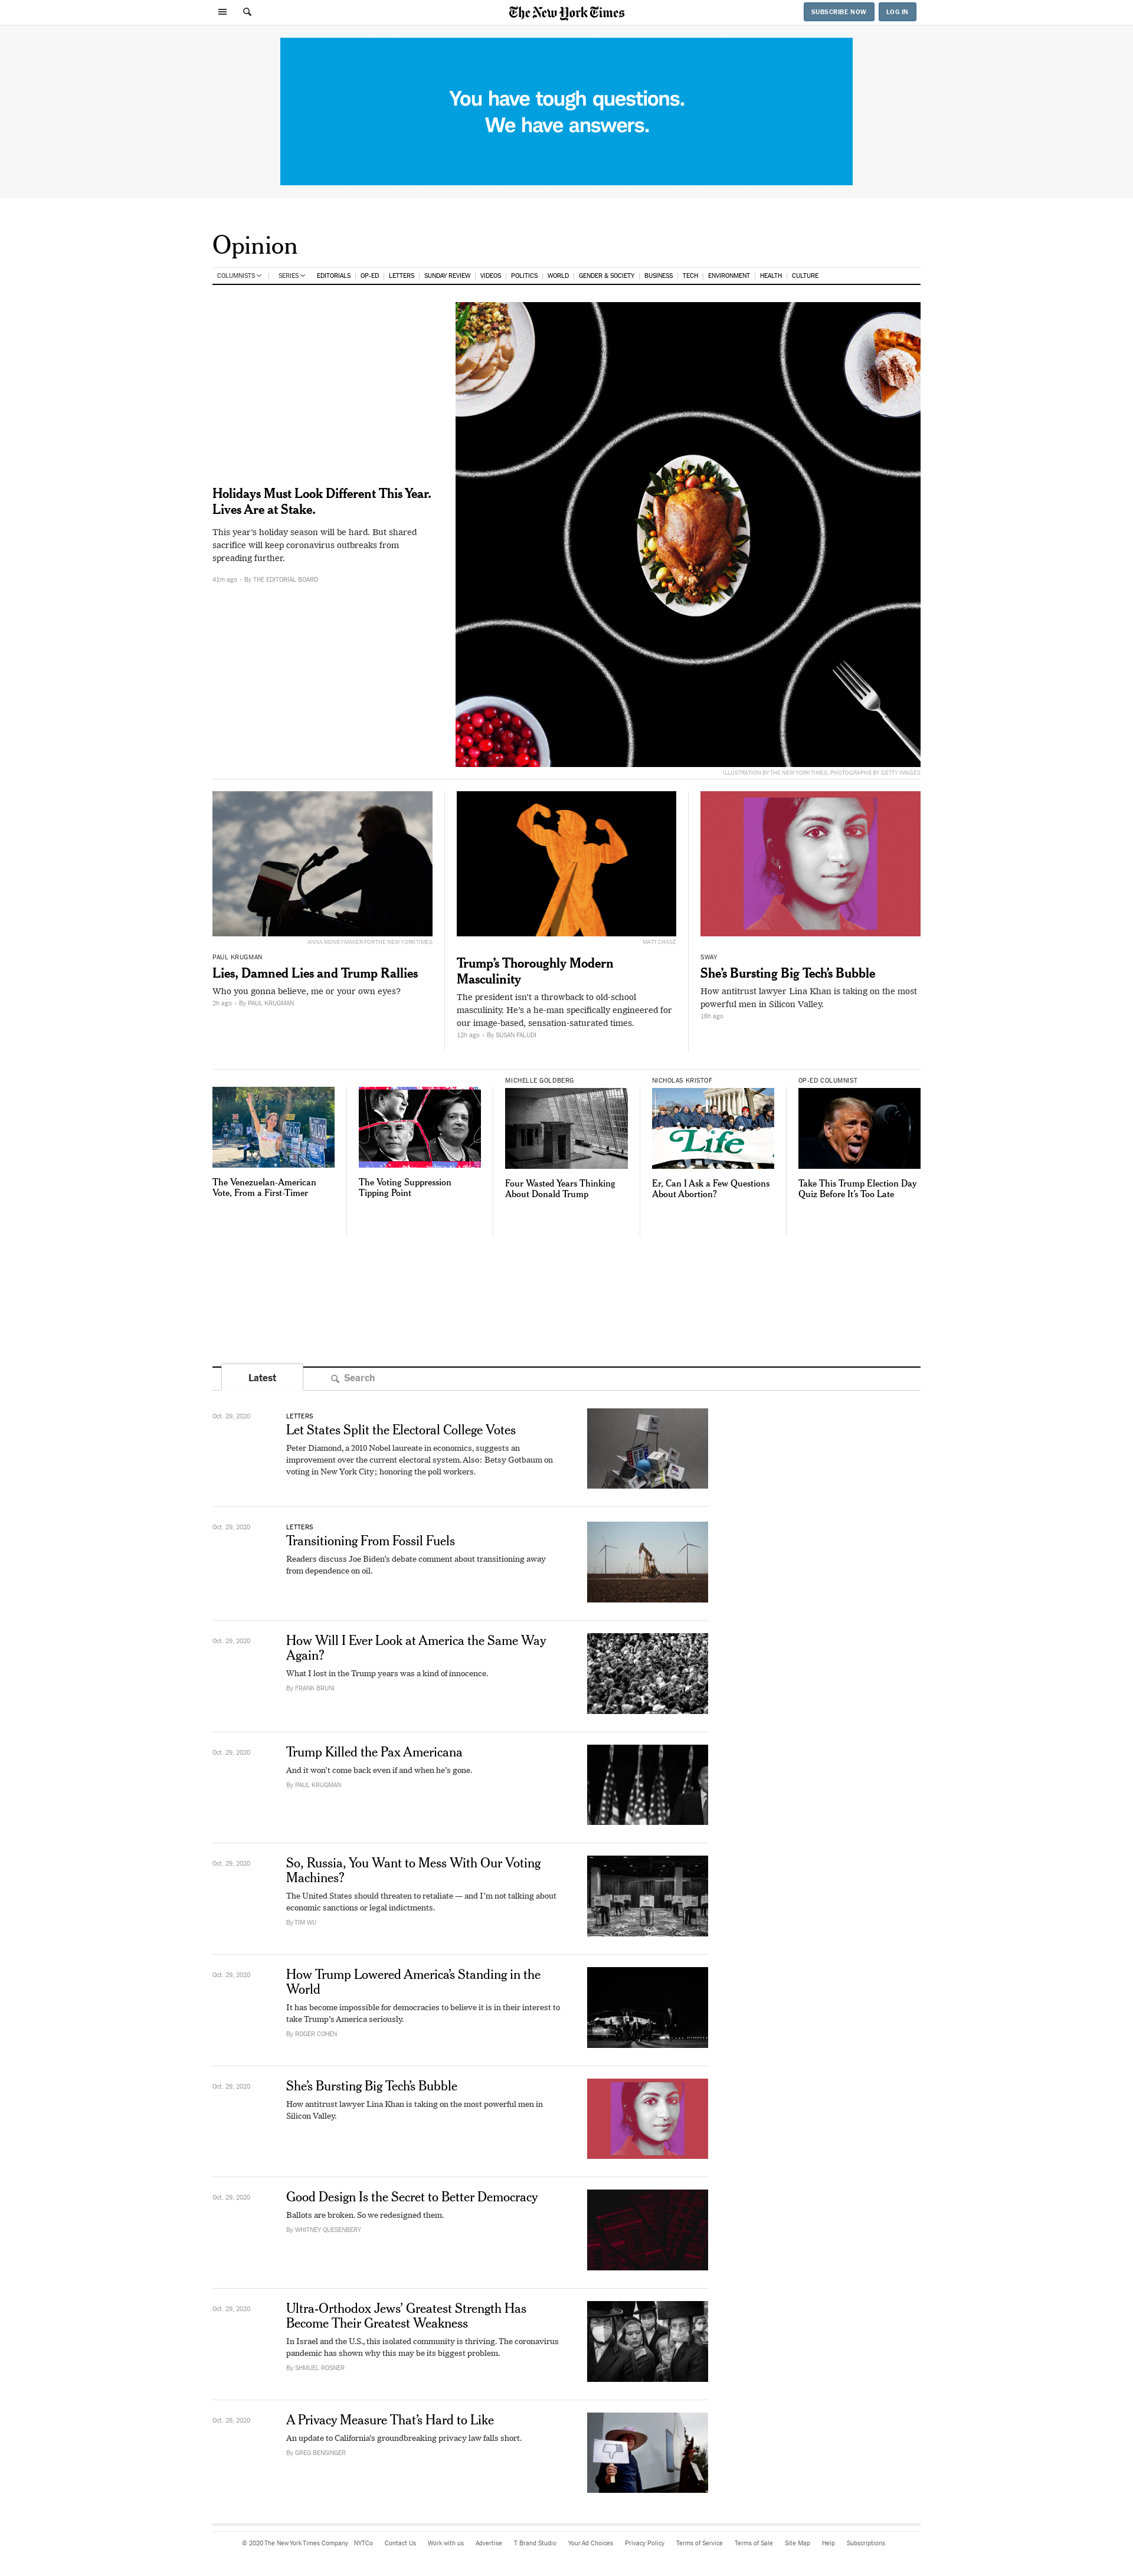 The New York Times
SUBSCRIBE NOW
LOG IN
You have tough questions.
We have answers.
Opinion
COLUMNISTS
SERIES
EDITORIALS
OP-ED
LETTERS
SUNDAY REVIEW
VIDEOS
POLITICS
WORLD
GENDER & SOCIETY
BUSINESS
TECH
ENVIRONMENT
HEALTH
CULTURE
Holidays Must Look Different This Year.
Lives Are at Stake.
This year's holiday season will be hard. But shared
sacrifice will keep coronavirus outbreaks from
spreading further.
41m ago • By THE EDITORIAL BOARD
ILLUSTRATION BY THE NEW YORK TIMES; PHOTOGRAPHS BY GETTY IMAGES
ANNA MONEYMAKER FOR THE NEW YORK TIMES
PAUL KRUGMAN
Lies, Damned Lies and Trump Rallies
Who you gonna believe, me or your own eyes?
2h ago • By PAUL KRUGMAN
MATT CHASE
Trump's Thoroughly Modern
Masculinity
The president isn't a throwback to old-school
masculinity. He's a he-man specifically engineered for
our image-based, sensation-saturated times.
12h ago • By SUSAN FALUDI
SWAY
She's Bursting Big Tech's Bubble
How antitrust lawyer Lina Khan is taking on the most
powerful men in Silicon Valley.
16h ago
The Venezuelan-American
Vote, From a First-Timer
The Voting Suppression
Tipping Point
MICHELLE GOLDBERG
Four Wasted Years Thinking
About Donald Trump
NICHOLAS KRISTOF
Life
Er, Can I Ask a Few Questions
About Abortion?
OP-ED COLUMNIST
Take This Trump Election Day
Quiz Before It's Too Late
Latest
Search
Oct. 29, 2020
LETTERS
Let States Split the Electoral College Votes
Peter Diamond, a 2010 Nobel laureate in economics, suggests an
improvement over the current electoral system. Also: Betsy Gotbaum on
voting in New York City; honoring the poll workers.
Oct. 29, 2020
LETTERS
Transitioning From Fossil Fuels
Readers discuss Joe Biden's debate comment about transitioning away
from dependence on oil.
Oct. 29, 2020
How Will I Ever Look at America the Same Way
Again?
What I lost in the Trump years was a kind of innocence.
By FRANK BRUNI
Oct. 29, 2020
Trump Killed the Pax Americana
And it won't come back even if and when he's gone.
By PAUL KRUGMAN
Oct. 29, 2020
So, Russia, You Want to Mess With Our Voting
Machines?
The United States should threaten to retaliate — and I'm not talking about
economic sanctions or legal indictments.
By TIM WU
Oct. 29, 2020
How Trump Lowered America's Standing in the
World
It has become impossible for democracies to believe it is in their interest to
take Trump's America seriously.
By ROGER COHEN
Oct. 29, 2020
She's Bursting Big Tech's Bubble
How antitrust lawyer Lina Khan is taking on the most powerful men in
Silicon Valley.
Oct. 29, 2020
Good Design Is the Secret to Better Democracy
Ballots are broken. So we redesigned them.
By WHITNEY QUESENBERY
Oct. 29, 2020
Ultra-Orthodox Jews' Greatest Strength Has
Become Their Greatest Weakness
In Israel and the U.S., this isolated community is thriving. The coronavirus
pandemic has shown why this may be its biggest problem.
By SHMUEL ROSNER
Oct. 28, 2020
A Privacy Measure That's Hard to Like
An update to California's groundbreaking privacy law falls short.
By GREG BENSINGER
© 2020 The New York Times Company
NYTCo
Contact Us
Work with us
Advertise
T Brand Studio
Your Ad Choices
Privacy Policy
Terms of Service
Terms of Sale
Site Map
Help
Subscriptions